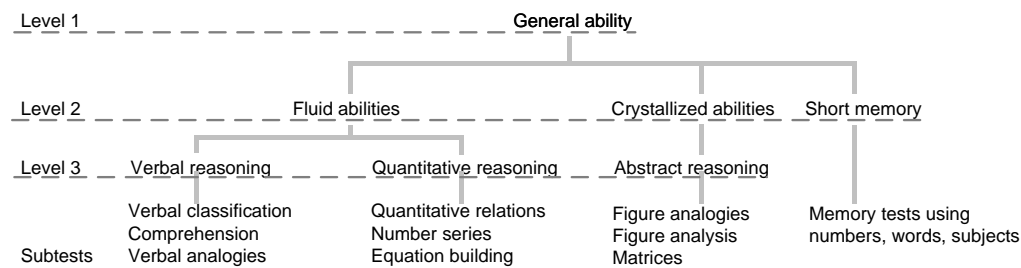 Level 1 General ability
Level 2 Fluid abilities Crystallized abilities Short memory
Level 3 Verbal reasoning Quantitative reasoning Abstract reasoning
Verbal classification Quantitative relations Figure analogies Memory tests using
Comprehension Number series Figure analysis numbers, words, subjects
Subtests Verbal analogies Equation building Matrices